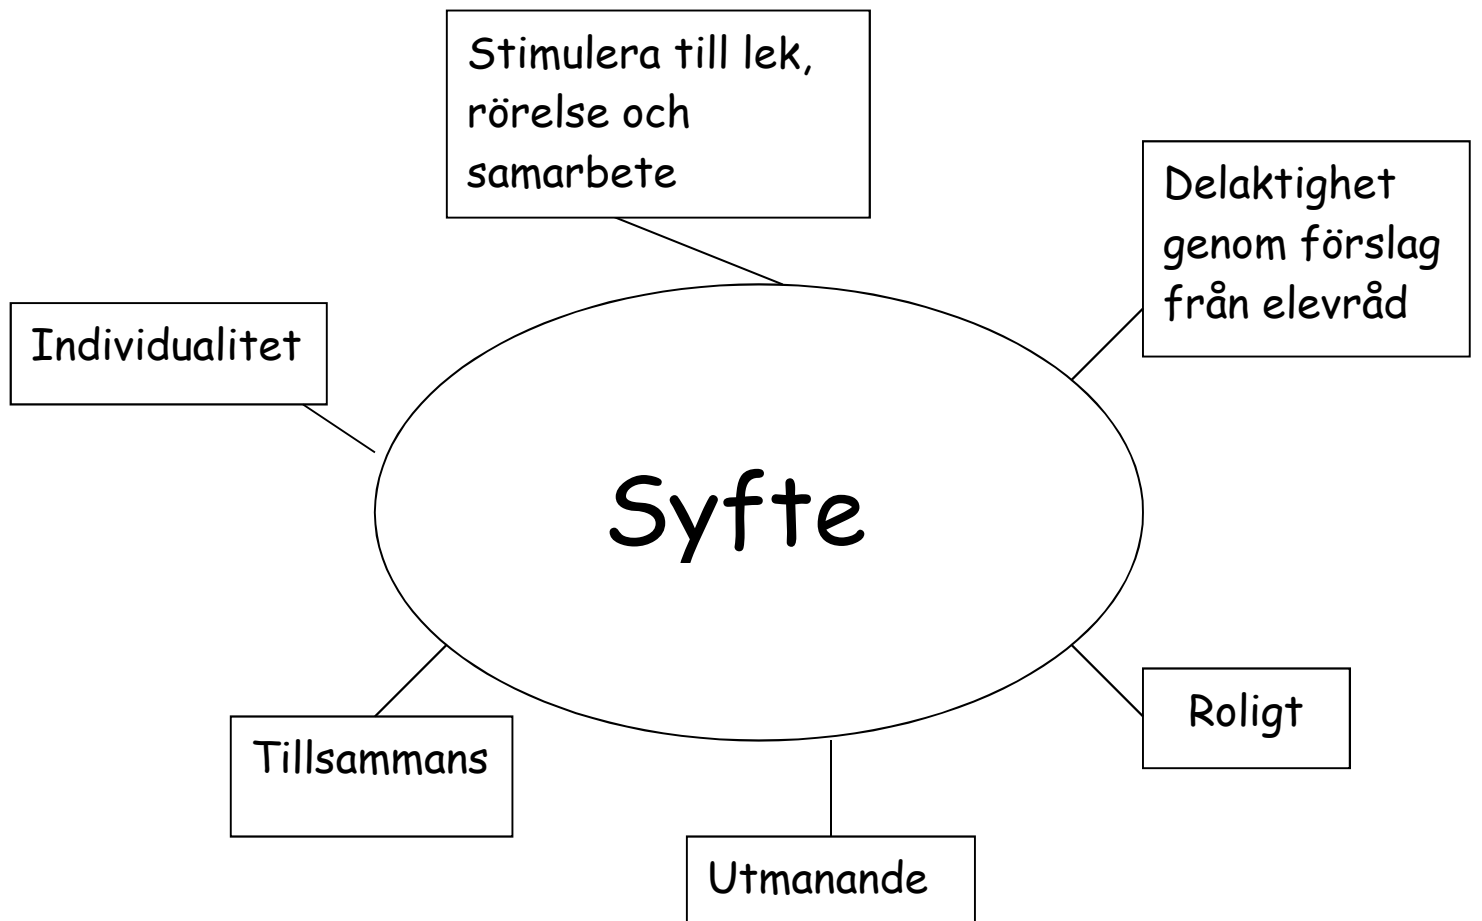 Stimulera till lek,
rörelse och
samarbete
Delaktighet
genom förslag
från elevråd
Individualitet
Syfte
Roligt
Tillsammans
Utmanande